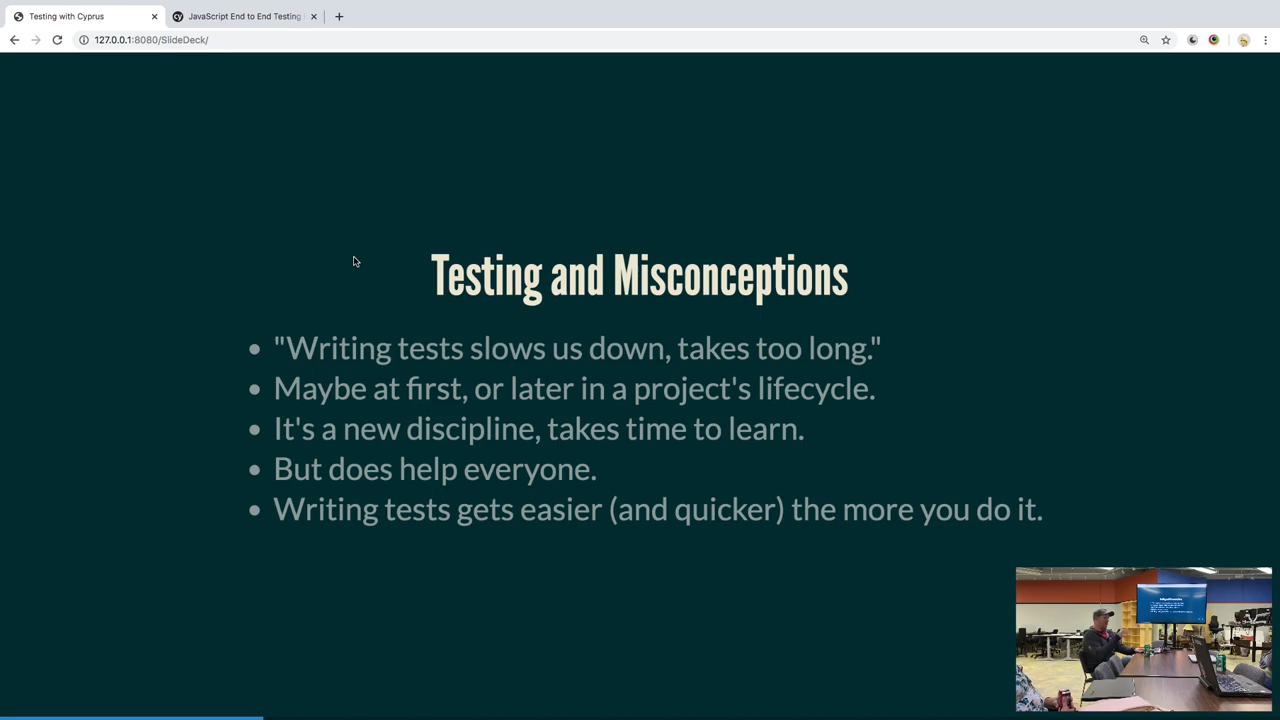 Testing with Cyprus
JavaScript End to End Testing
127.0.0.1:8080/SlideDeck/
Testing and Misconceptions
"Writing tests slows us down, takes too long."
Maybe at first, or later in a project's lifecycle.
It's a new discipline, takes time to learn.
But does help everyone.
Writing tests gets easier (and quicker) the more you do it.